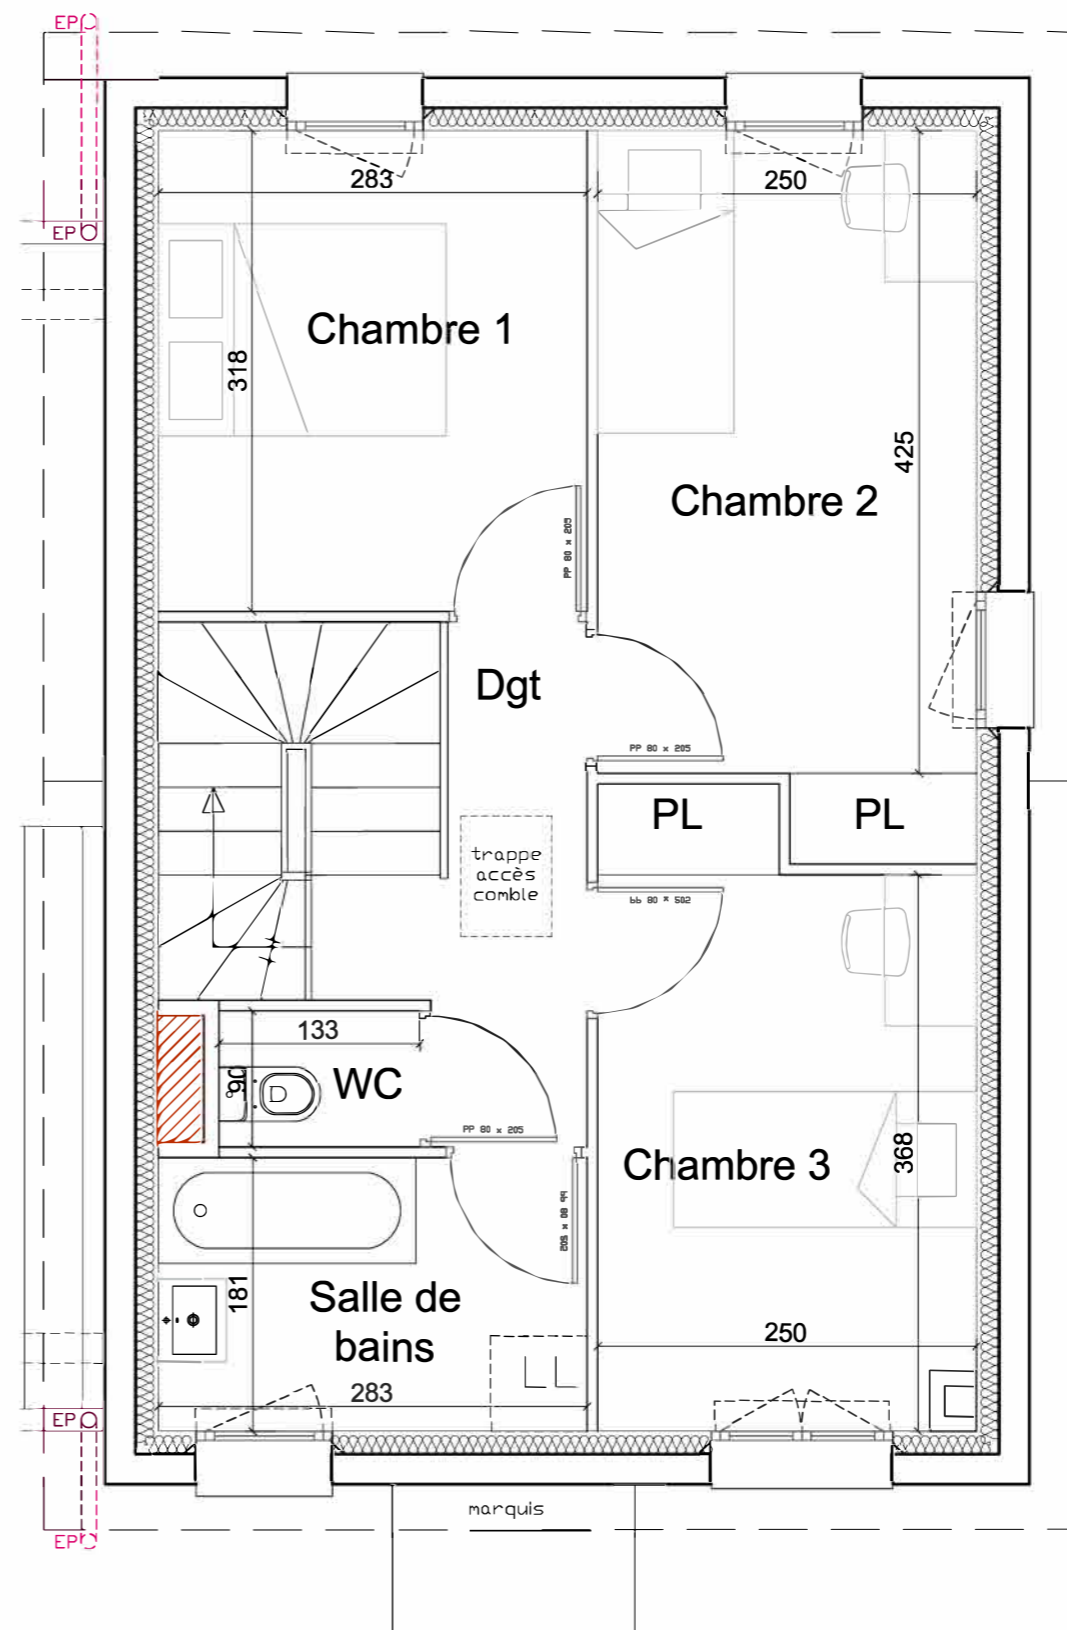 EP
EP
283
250
Chambre 1
318
425
Chambre 2
PP 80 x 205
Dgt
PP 80 x 205
PL
PL
trappe
accès
comble
PP 80 x 205
133
90
WC
PP 80 x 205
Chambre 3
368
PP 80 x 205
181
Salle de
bains
LL
250
283
EP
marquis
EP